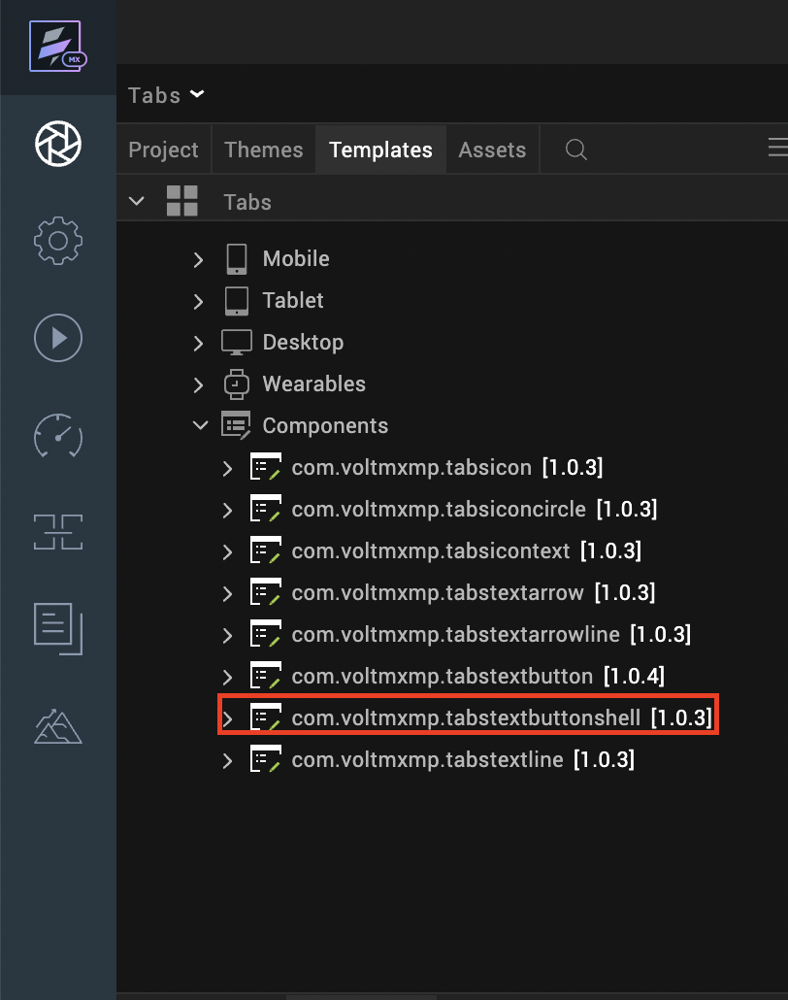 MX
Tabs
Project Themes Templates Assets
Tabs
Mobile
Tablet
Desktop
Wearables
Components
com.voltmxmp.tabsicon [1.0.3]
com.voltmxmp.tabsiconcircle [1.0.3]
com.voltmxmp.tabsicontext [1.0.3]
com.voltmxmp.tabstextarrow [1.0.3]
com.voltmxmp.tabstextarrowline [1.0.3]
com.voltmxmp.tabstextbutton [1.0.4]
com.voltmxmp.tabstextbuttonshell [1.0.3]
com.voltmxmp.tabstextline [1.0.3]